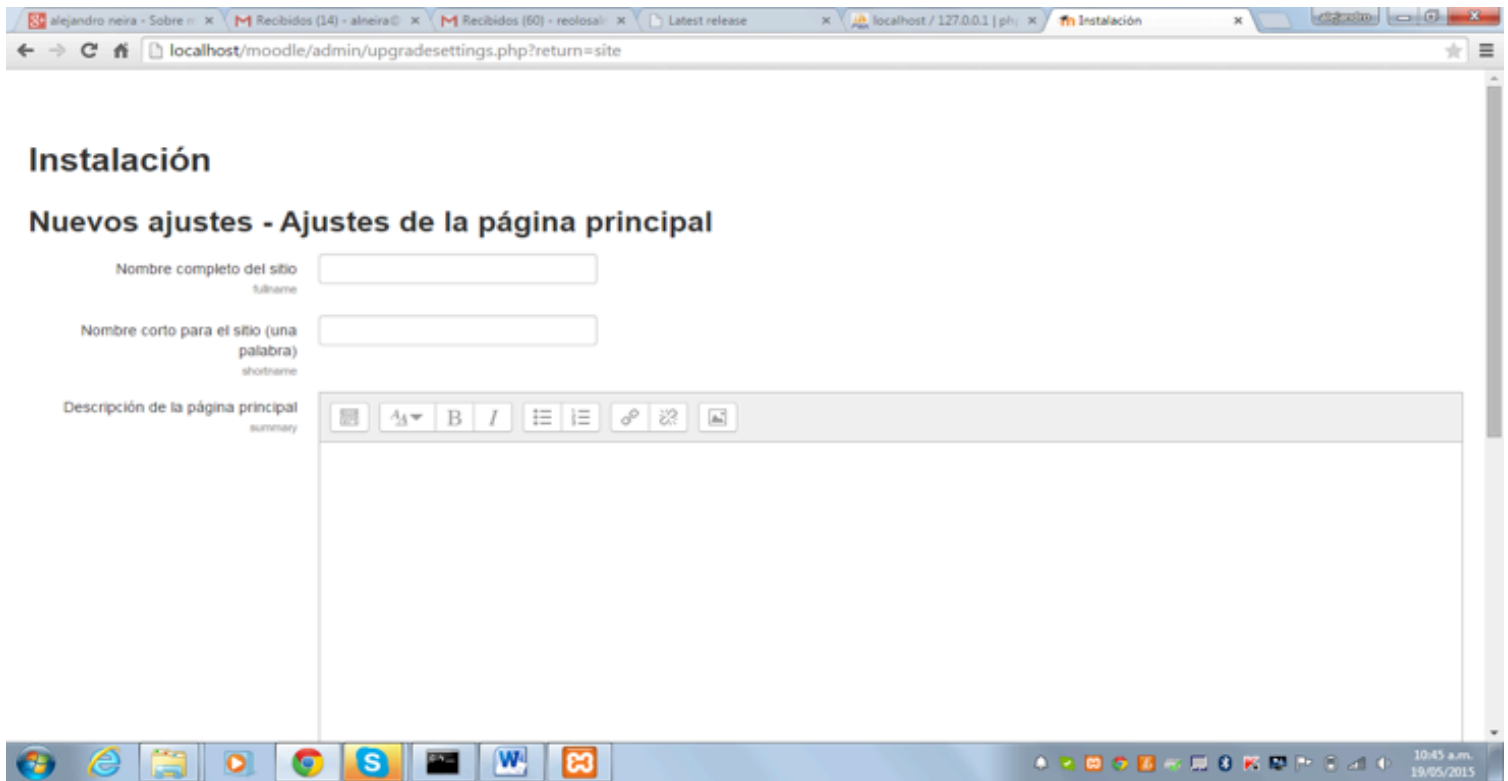 alejandro neira - Sobre m
Recibidos (14) - alneira@
Recibidos (60) - reolosal
Latest release
localhost / 127.0.0.1 | ph
Instalación
localhost/moodle/admin/upgradesettings.php?return=site
Instalación
Nuevos ajustes - Ajustes de la página principal
Nombre completo del sitio
fullname
Nombre corto para el sitio (una
palabra)
shortname
Descripción de la página principal
summary
B I
10:45 a.m.
19/05/2015